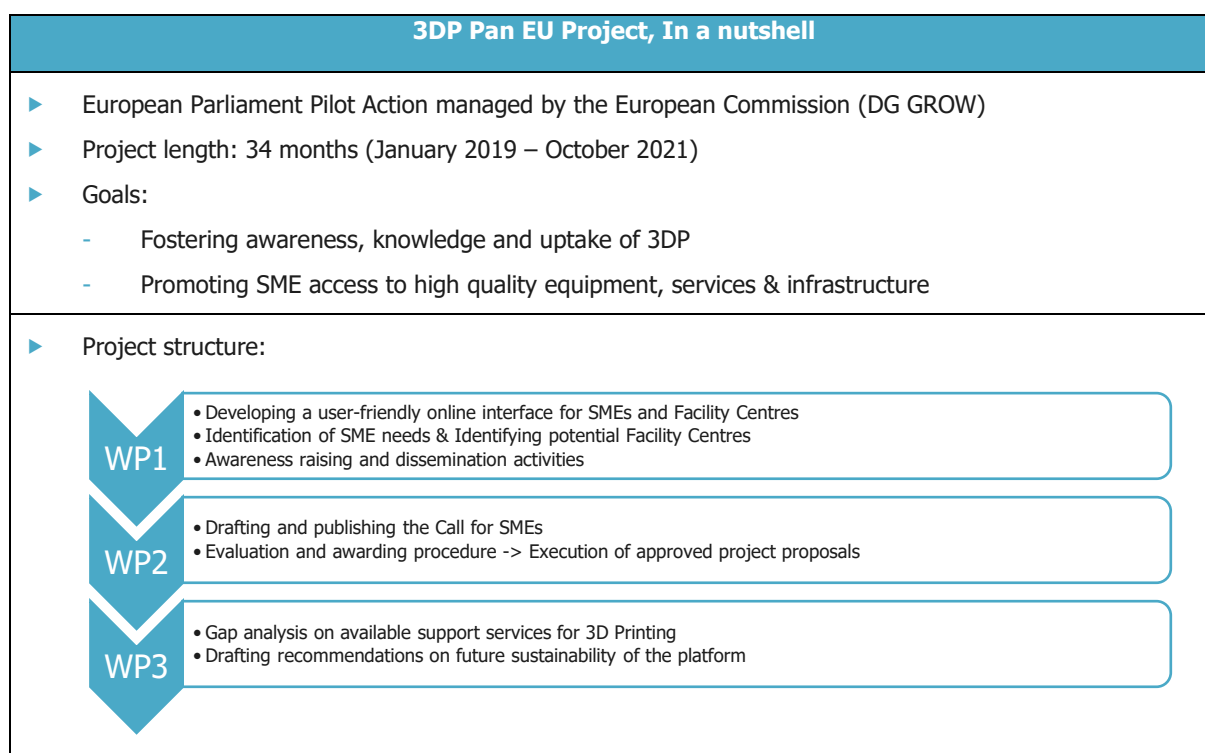 3DP Pan EU Project, In a nutshell
► European Parliament Pilot Action managed by the European Commission (DG GROW)
► Project length: 34 months (January 2019 – October 2021)
► Goals:
- Fostering awareness, knowledge and uptake of 3DP
- Promoting SME access to high quality equipment, services & infrastructure
► Project structure:
WP1
• Developing a user-friendly online interface for SMEs and Facility Centres
• Identification of SME needs & Identifying potential Facility Centres
• Awareness raising and dissemination activities
WP2
• Drafting and publishing the Call for SMEs
• Evaluation and awarding procedure -> Execution of approved project proposals
WP3
• Gap analysis on available support services for 3D Printing
• Drafting recommendations on future sustainability of the platform